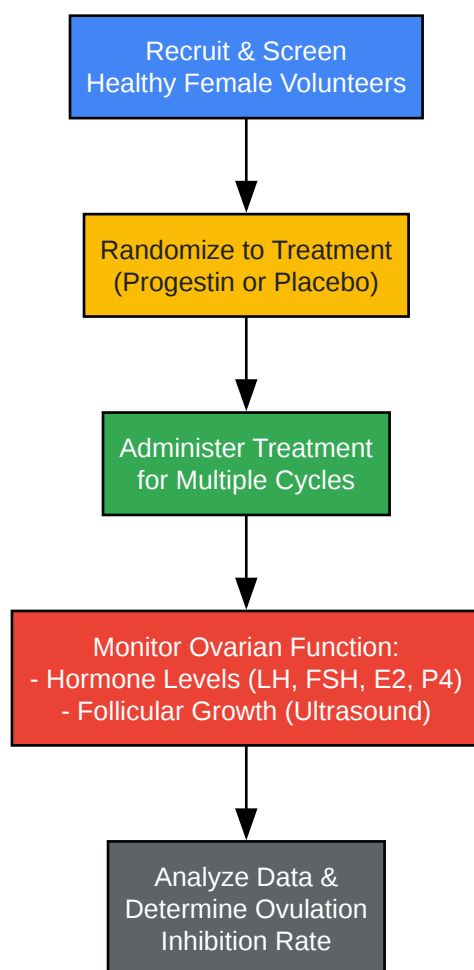 Recruit & Screen
Healthy Female Volunteers
Randomize to Treatment
(Progestin or Placebo)
Administer Treatment
for Multiple Cycles
Monitor Ovarian Function:
- Hormone Levels (LH, FSH, E2, P4)
- Follicular Growth (Ultrasound)
Analyze Data &
Determine Ovulation
Inhibition Rate